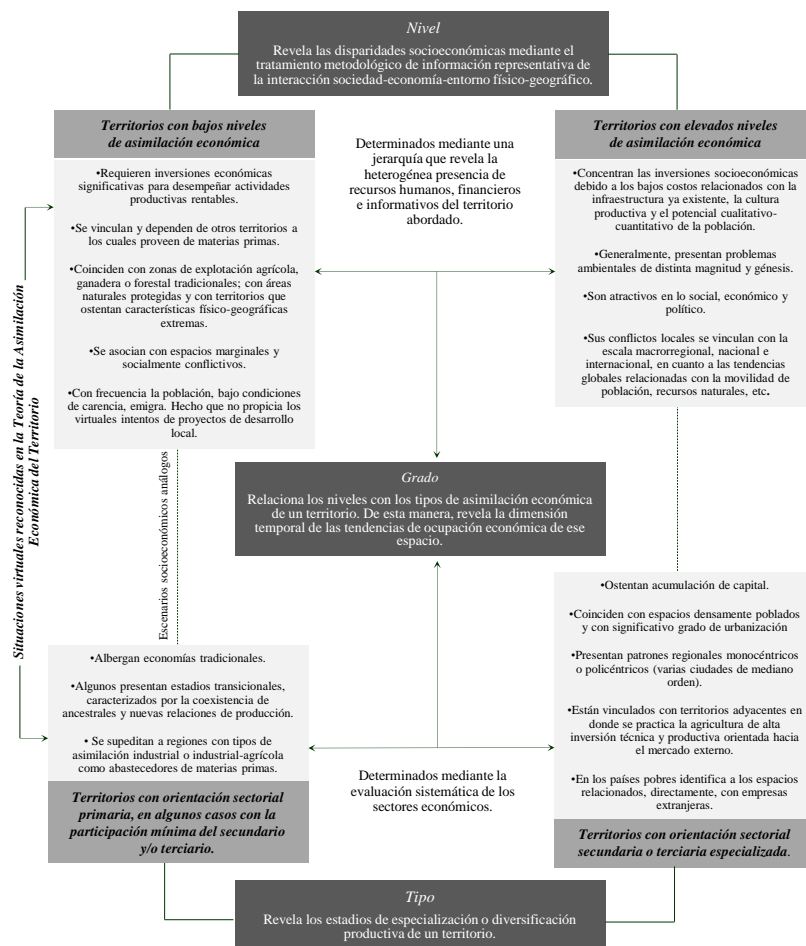 Nivel
Revela las disparidades socioeconómicas mediante el
tratamiento metodológico de información representativa de
la interacción sociedad-economía-entorno físico-geográfico.
Territorios con bajos niveles
de asimilación económica
•Requieren inversiones económicas
significativas para desempeñar actividades
productivas rentables.
•Se vinculan y dependen de otros territorios a
los cuales proveen de materias primas.
•Coinciden con zonas de explotación agrícola,
ganadera o forestal tradicionales; con áreas
naturales protegidas y con territorios que
ostentan características físico-geográficas
extremas.
•Se asocian con espacios marginales y
socialmente conflictivos.
•Con frecuencia la población, bajo condiciones
de carencia, emigra. Hecho que no propicia los
virtuales intentos de proyectos de desarrollo
local.
Determinados mediante una
jerarquía que revela la
heterogénea presencia de
recursos humanos, financieros
e informativos del territorio
abordado.
Territorios con elevados niveles
de asimilación económica
•Concentran las inversiones socioeconómicas
debido a los bajos costos relacionados con la
infraestructura ya existente, la cultura
productiva y el potencial cualitativo-
cuantitativo de la población.
•Generalmente, presentan problemas
ambientales de distinta magnitud y génesis.
•Son atractivos en lo social, económico y
político.
•Sus conflictos locales se vinculan con la
escala macrorregional, nacional e
internacional, en cuanto a las tendencias
globales relacionadas con la movilidad de
población, recursos naturales, etc.
Situaciones virtuales reconocidas en la Teoría de la Asimilación
Económica del Territorio
Escenarios socioeconómicos análogos
Grado
Relaciona los niveles con los tipos de asimilación económica
de un territorio. De esta manera, revela la dimensión
temporal de las tendencias de ocupación económica de ese
espacio.
•Albergan economías tradicionales.
•Algunos presentan estadios transicionales,
caracterizados por la coexistencia de
ancestrales y nuevas relaciones de producción.
• Se supeditan a regiones con tipos de
asimilación industrial o industrial-agrícola
como abastecedores de materias primas.
Territorios con orientación sectorial
primaria, en algunos casos con la
participación mínima del secundario
y/o terciario.
Determinados mediante la
evaluación sistemática de los
sectores económicos.
•Ostentan acumulación de capital.
•Coinciden con espacios densamente poblados
y con significativo grado de urbanización
•Presentan patrones regionales monocéntricos
o policéntricos (varias ciudades de mediano
orden).
•Están vinculados con territorios adyacentes en
donde se practica la agricultura de alta
inversión técnica y productiva orientada hacia
el mercado externo.
•En los países pobres identifica a los espacios
relacionados, directamente, con empresas
extranjeras.
Territorios con orientación sectorial
secundaria o terciaria especializada.
Tipo
Revela los estadios de especialización o diversificación
productiva de un territorio.